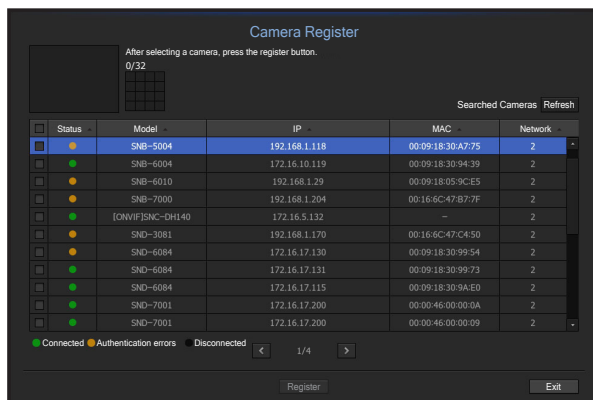 Camera Register
After selecting a camera, press the register button.
0/32
Searched Cameras Refresh
Status Model IP MAC Network
SNB-5004 192.168.1.118 00:09:18:30:A7:75 2
SNB-6004 172.16.10.119 00:09:18:30:94:39 2
SNB-6010 192.168.1.29 00:09:18:05:9C:E5 2
SNB-7000 192.168.1.204 00:16:6C:47:B7:7F 2
[ONVIF]SNC-DH140 172.16.5.132 - 2
SND-3081 192.168.1.170 00:16:6C:47:C4:50 2
SND-6084 172.16.17.130 00:09:18:30:99:54 2
SND-6084 172.16.17.131 00:09:18:30:99:73 2
SND-6084 172.16.17.115 00:09:18:30:9A:E0 2
SND-7001 172.16.17.200 00:00:46:00:00:0A 2
SND-7001 172.16.17.200 00:00:46:00:00:09 2
Connected Authentication errors Disconnected
< 1/4 >
Register Exit